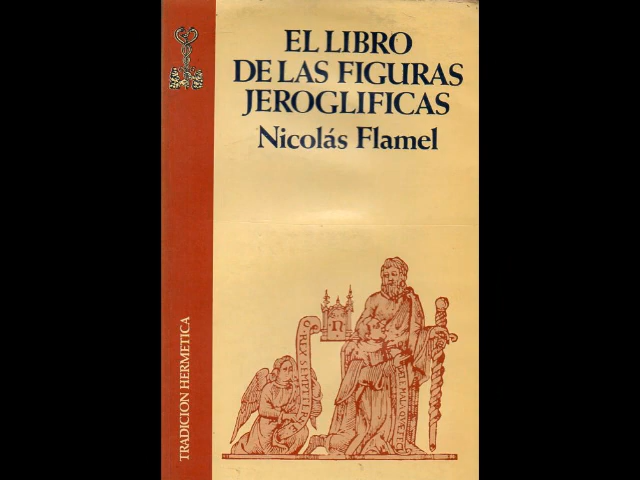 EL LIBRO
DE LAS FIGURAS
JEROGLIFICAS
Nicolás Flamel
TRADICION HERMETICA